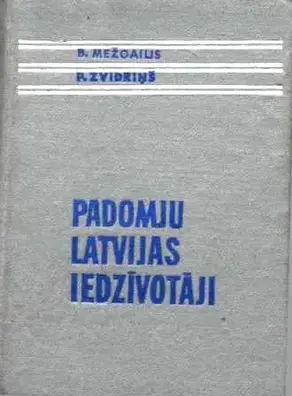 B. MEŽGAILIS
P. ZVIDRIŅŠ
PADOMJU
LATVIJAS
IEDZĪVOTĀJI